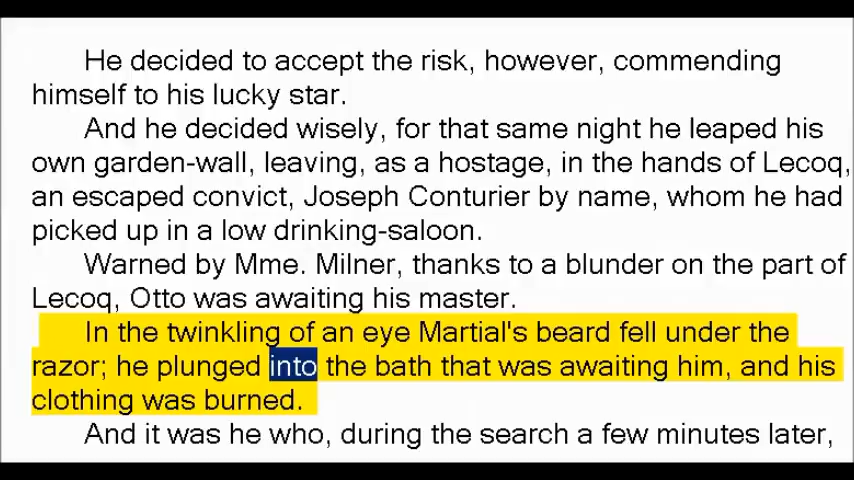 He decided to accept the risk, however, commending
himself to his lucky star.
And he decided wisely, for that same night he leaped his
own garden-wall, leaving, as a hostage, in the hands of Lecoq,
an escaped convict, Joseph Conturier by name, whom he had
picked up in a low drinking-saloon.
Warned by Mme. Milner, thanks to a blunder on the part of
Lecoq, Otto was awaiting his master.
In the twinkling of an eye Martial's beard fell under the
razor; he plunged into the bath that was awaiting him, and his
clothing was burned.
And it was he who, during the search a few minutes later,